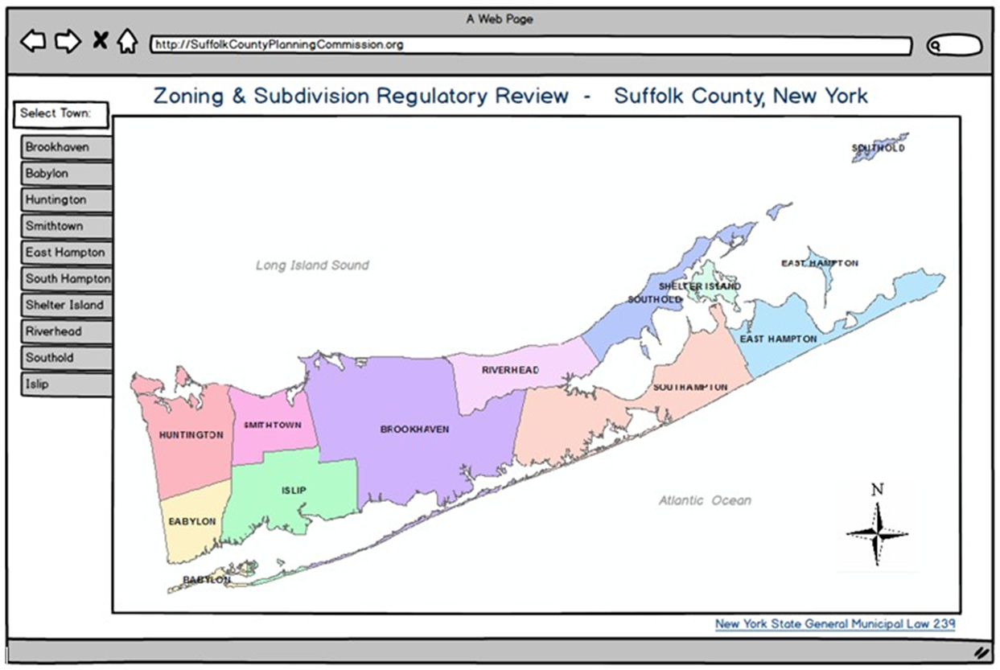 A Web Page
http://SuffolkCountyPlanningCommission.org
Zoning & Subdivision Regulatory Review - Suffolk County, New York
Select Town:
Brookhaven
Babylon
Huntington
Smithtown
East Hampton
South Hampton
Shelter Island
Riverhead
Southold
Islip
SOUTHOLD
Long Island Sound
EAST HAMPTON
SHELTER ISLAND
SOUTHOLD
EAST HAMPTON
RIVERHEAD
SOUTHAMPTON
SMITHTOWN
BROOKHAVEN
HUNTINGTON
ISLIP
N
Atlantic Ocean
BABYLON
BABYLON
New York State General Municipal Law 239